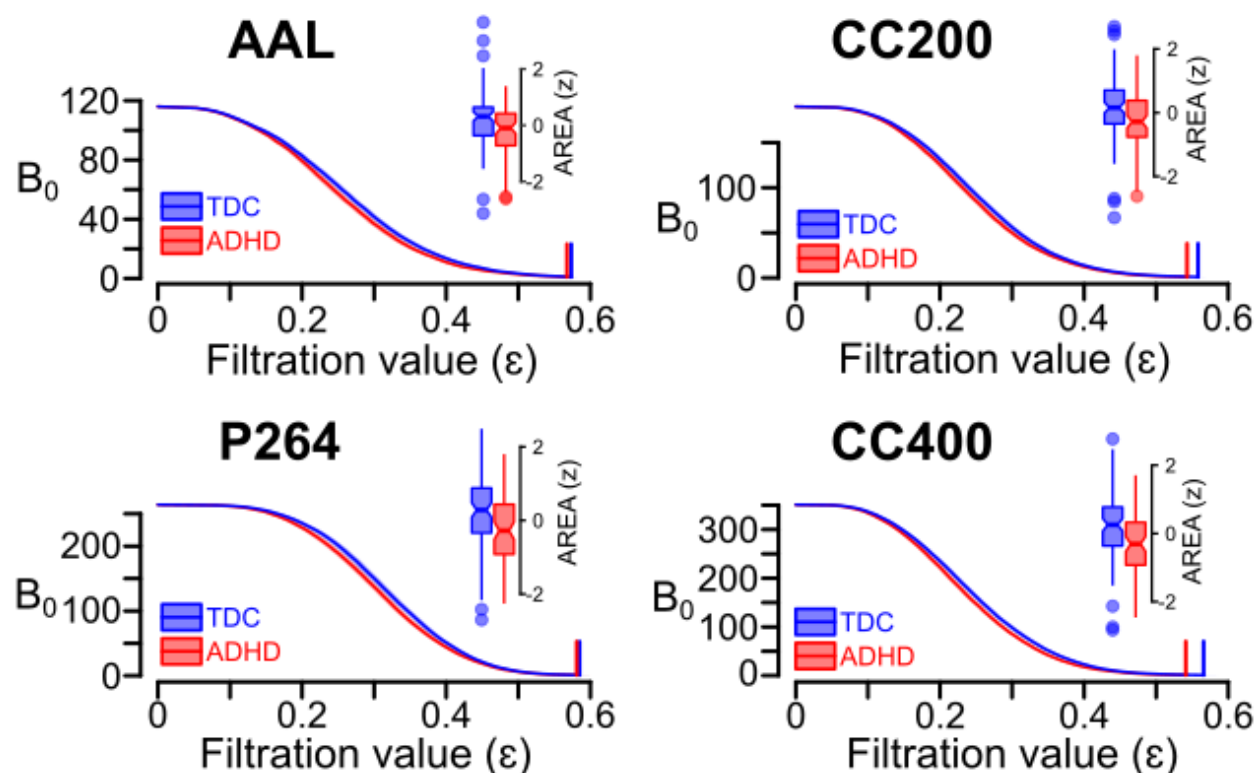 AAL
120
80
40
0
B₀
TDC
ADHD
2
0
-2
AREA (z)
0
0.2
0.4
0.6
Filtration value (ε)
CC200
100
0
B₀
TDC
ADHD
2
0
-2
AREA (z)
0
0.2
0.4
0.6
Filtration value (ε)
P264
200
100
0
B₀
TDC
ADHD
2
0
-2
AREA (z)
0
0.2
0.4
0.6
Filtration value (ε)
CC400
300
200
100
0
B₀
TDC
ADHD
2
0
-2
AREA (z)
0
0.2
0.4
0.6
Filtration value (ε)